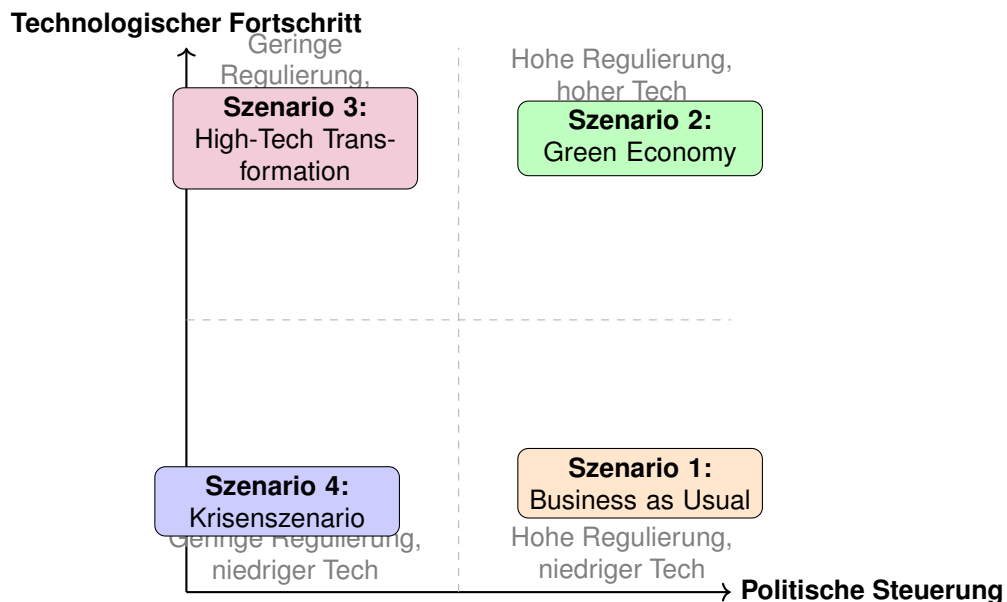 Technologischer Fortschritt
Geringe
Regulierung,
Szenario 3:
High-Tech Trans-
formation
Hohe Regulierung,
hoher Tech
Szenario 2:
Green Economy
Szenario 4:
Krisenszenario
Geringe Regulierung,
niedriger Tech
Szenario 1:
Business as Usual
Hohe Regulierung,
niedriger Tech
Politische Steuerung